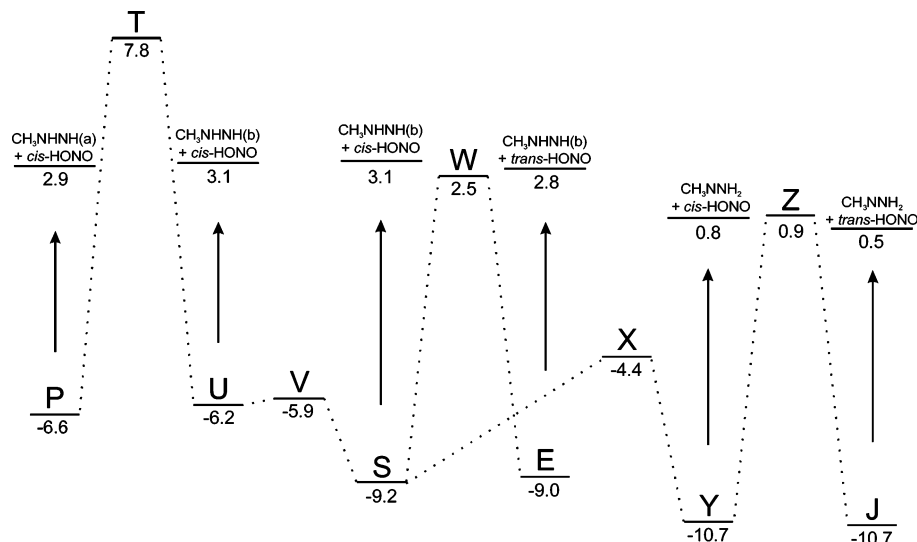 T
7.8
CH₃NHNH(a)
+ cis-HONO
2.9
CH₃NHNH(b)
+ cis-HONO
3.1
CH₃NHNH(b)
+ cis-HONO
3.1
W
2.5
CH₃NHNH(b)
+ trans-HONO
2.8
CH₃NNH₂
+ cis-HONO
0.8
Z
0.9
CH₃NNH₂
+ trans-HONO
0.5
P
-6.6
U
-6.2
V
-5.9
S
-9.2
E
-9.0
X
-4.4
Y
-10.7
J
-10.7